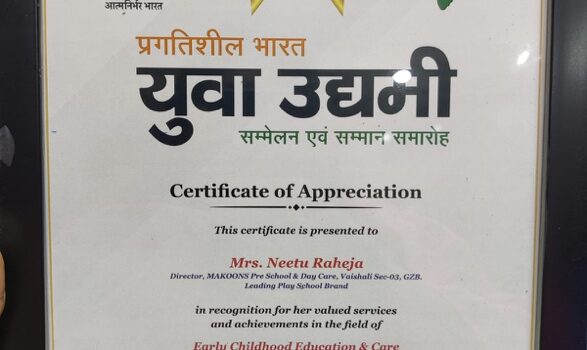 आत्मनिर्भर भारत
प्रगतिशील भारत
युवा उद्यमी
सम्मेलन एवं सम्मान समारोह
Certificate of Appreciation
This certificate is presented to
Mrs. Neetu Raheja
Director, MAKOONS Pre School & Day Care, Vaishali Sec-03, GZB.
Leading Play School Brand
in recognition for her valued services
and achievements in the field of
Early Childhood Education & Care